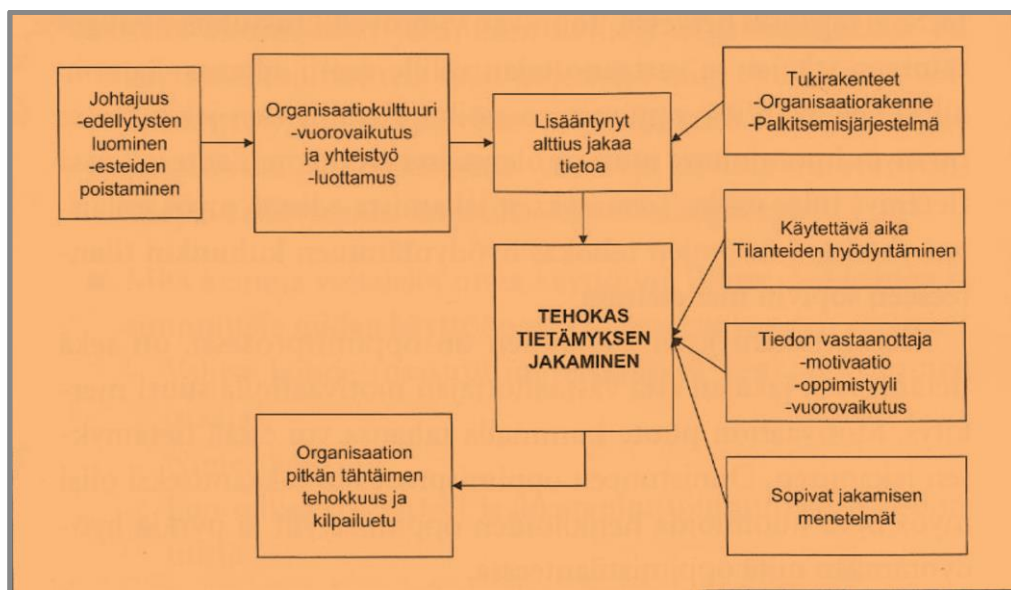 Johtajuus
-edellytysten
luominen
-esteiden
poistaminen
Organisaatiokulttuuri
-vuorovaikutus
ja yhteistyö
-luottamus
Lisääntynyt
alttius jakaa
tietoa
Tukirakenteet
-Organisaatiorakenne
-Palkitsemisjärjestelmä
Käytettävä aika
Tilanteiden hyödyntäminen
TEHOKAS
TIETÄMYKSEN
JAKAMINEN
Tiedon vastaanottaja
-motivaatio
-oppimistyyli
-vuorovaikutus
Organisaation
pitkän tähtäimen
tehokkuus ja
kilpailuetu
Sopivat jakamisen
menetelmät